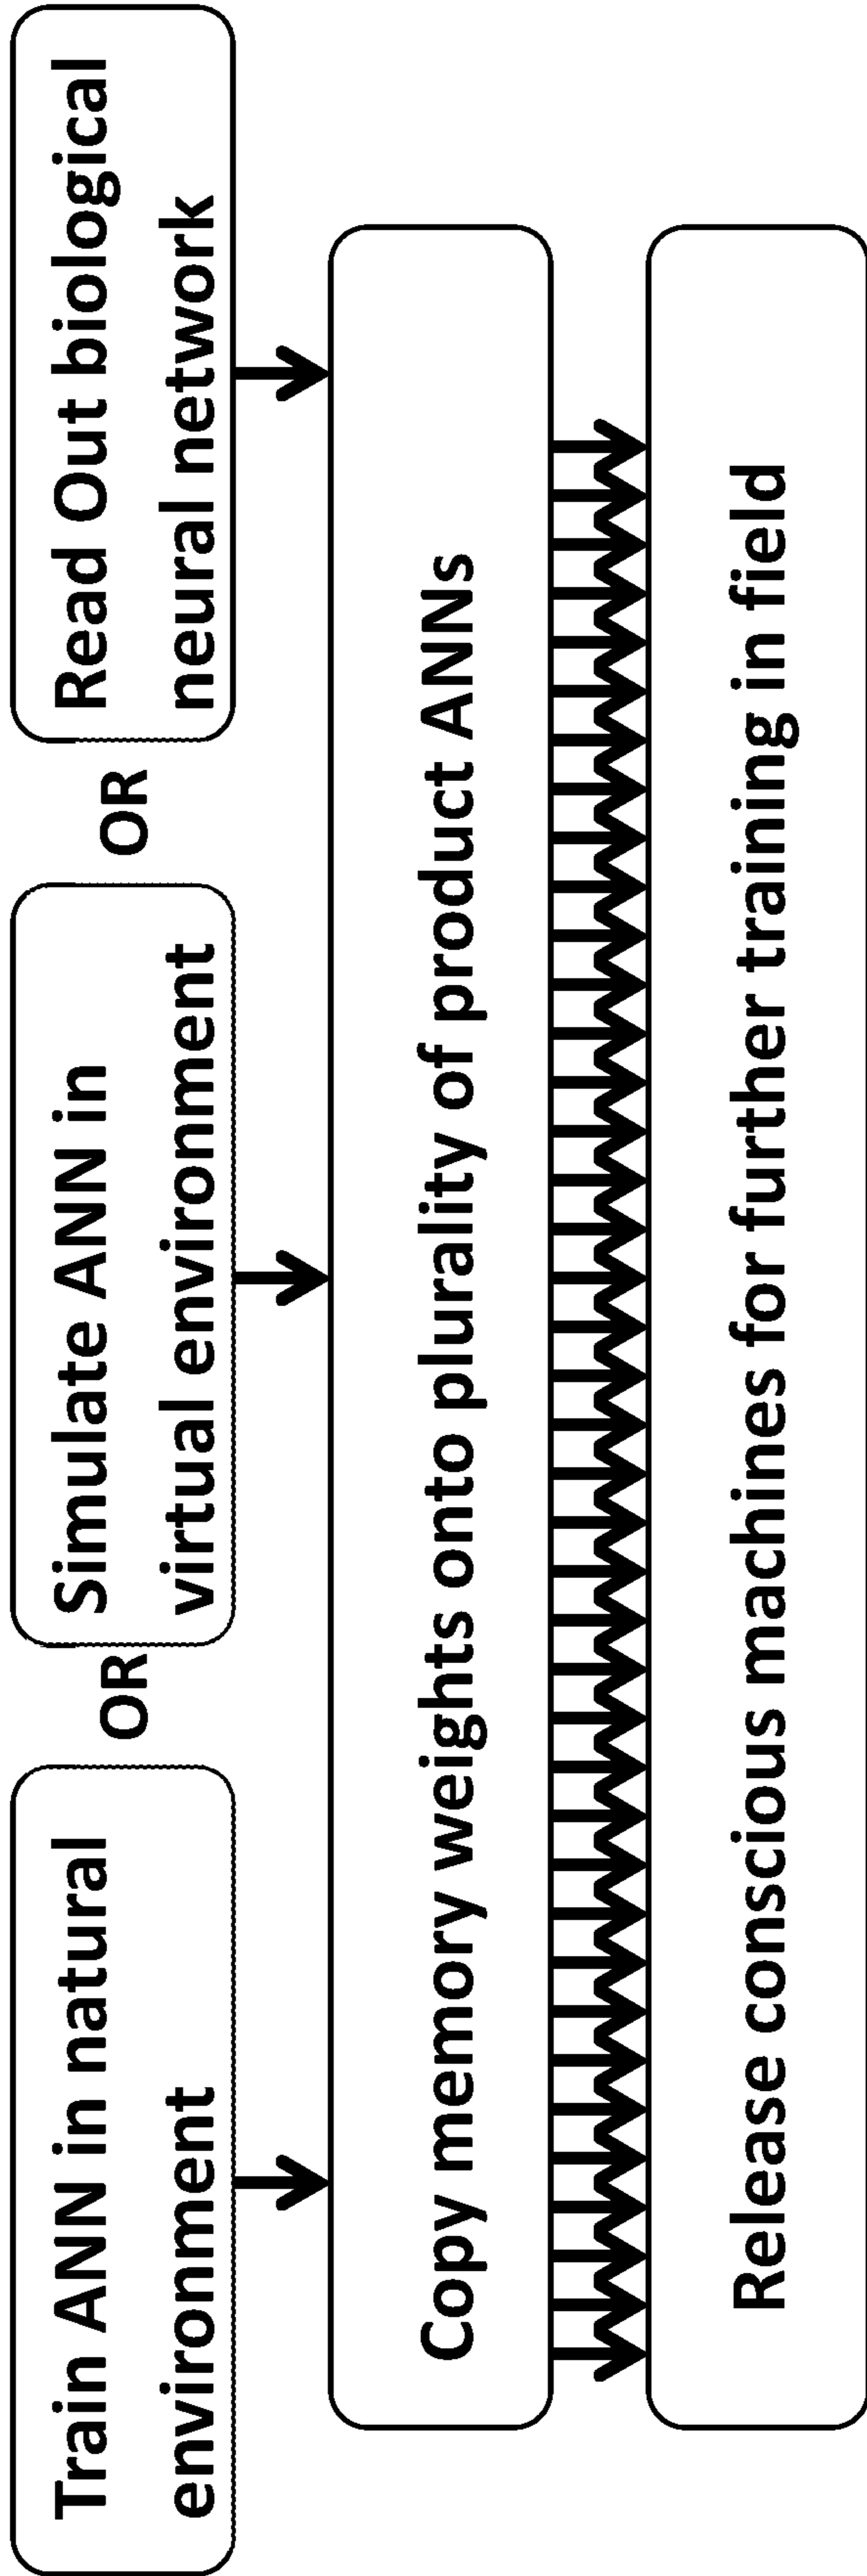 Train ANN in natural
environment
OR
Simulate ANN in
virtual environment
OR
Read Out biological
neural network
Copy memory weights onto plurality of product ANNs
Release conscious machines for further training in field